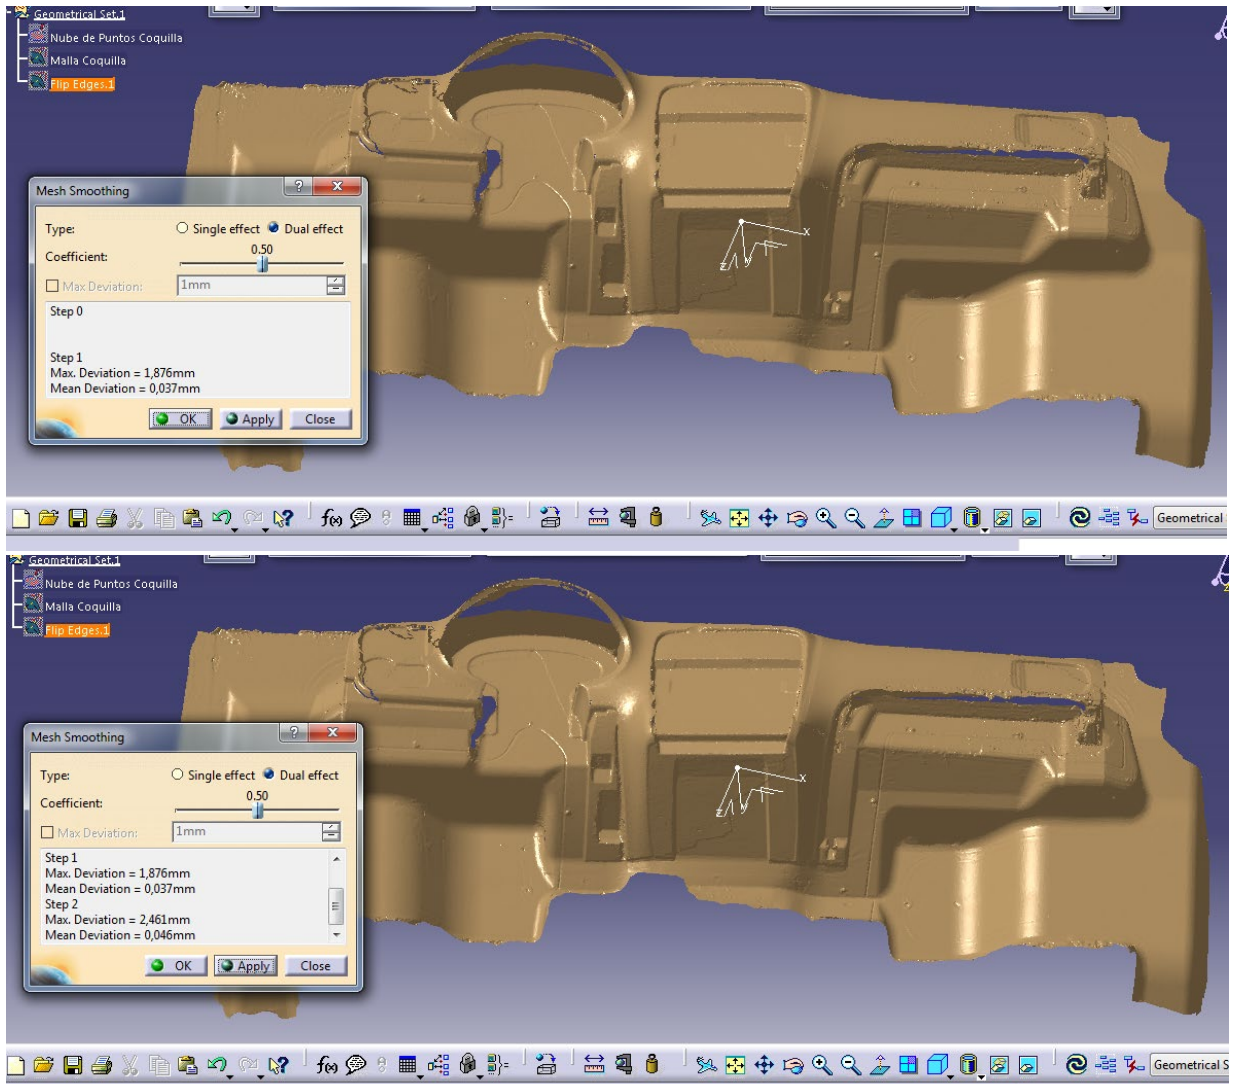 Geometrical Set.1
Nube de Puntos Coquilla
Malla Coquilla
Flip Edges.1
Mesh Smoothing
?
X
Type:
Single effect
Dual effect
0.50
Coefficient:
Max Deviation:
1mm
Step 0
Step 1
Max. Deviation = 1,876mm
Mean Deviation = 0,037mm
OK
Apply
Close
x
z
y
f(x)
Geometrical
Geometrical Set.1
Nube de Puntos Coquilla
Malla Coquilla
Flip Edges.1
Mesh Smoothing
?
X
Type:
Single effect
Dual effect
0.50
Coefficient:
Max Deviation:
1mm
Step 1
Max. Deviation = 1,876mm
Mean Deviation = 0,037mm
Step 2
Max. Deviation = 2,461mm
Mean Deviation = 0,046mm
OK
Apply
Close
x
z
y
f(x)
Geometrical S